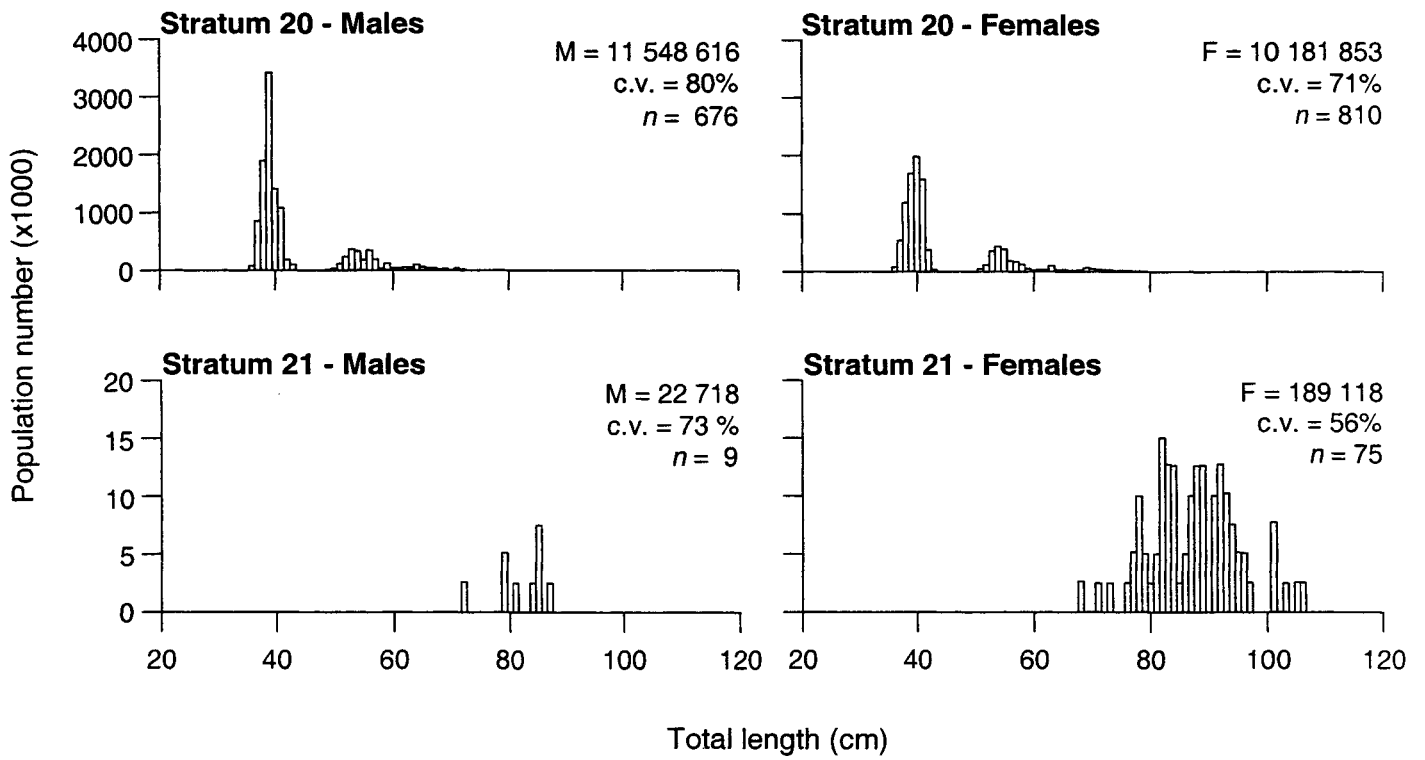 Stratum 20 - Males
M = 11 548 616
c.v. = 80%
n = 676
4000
3000
2000
1000
0
Stratum 20 - Females
F = 10 181 853
c.v. = 71%
n = 810
Population number (x1000)
Stratum 21 - Males
M = 22 718
c.v. = 73 %
n = 9
20
15
10
5
0
20 40 60 80 100 120
Stratum 21 - Females
F = 189 118
c.v. = 56%
n = 75
20 40 60 80 100 120
Total length (cm)